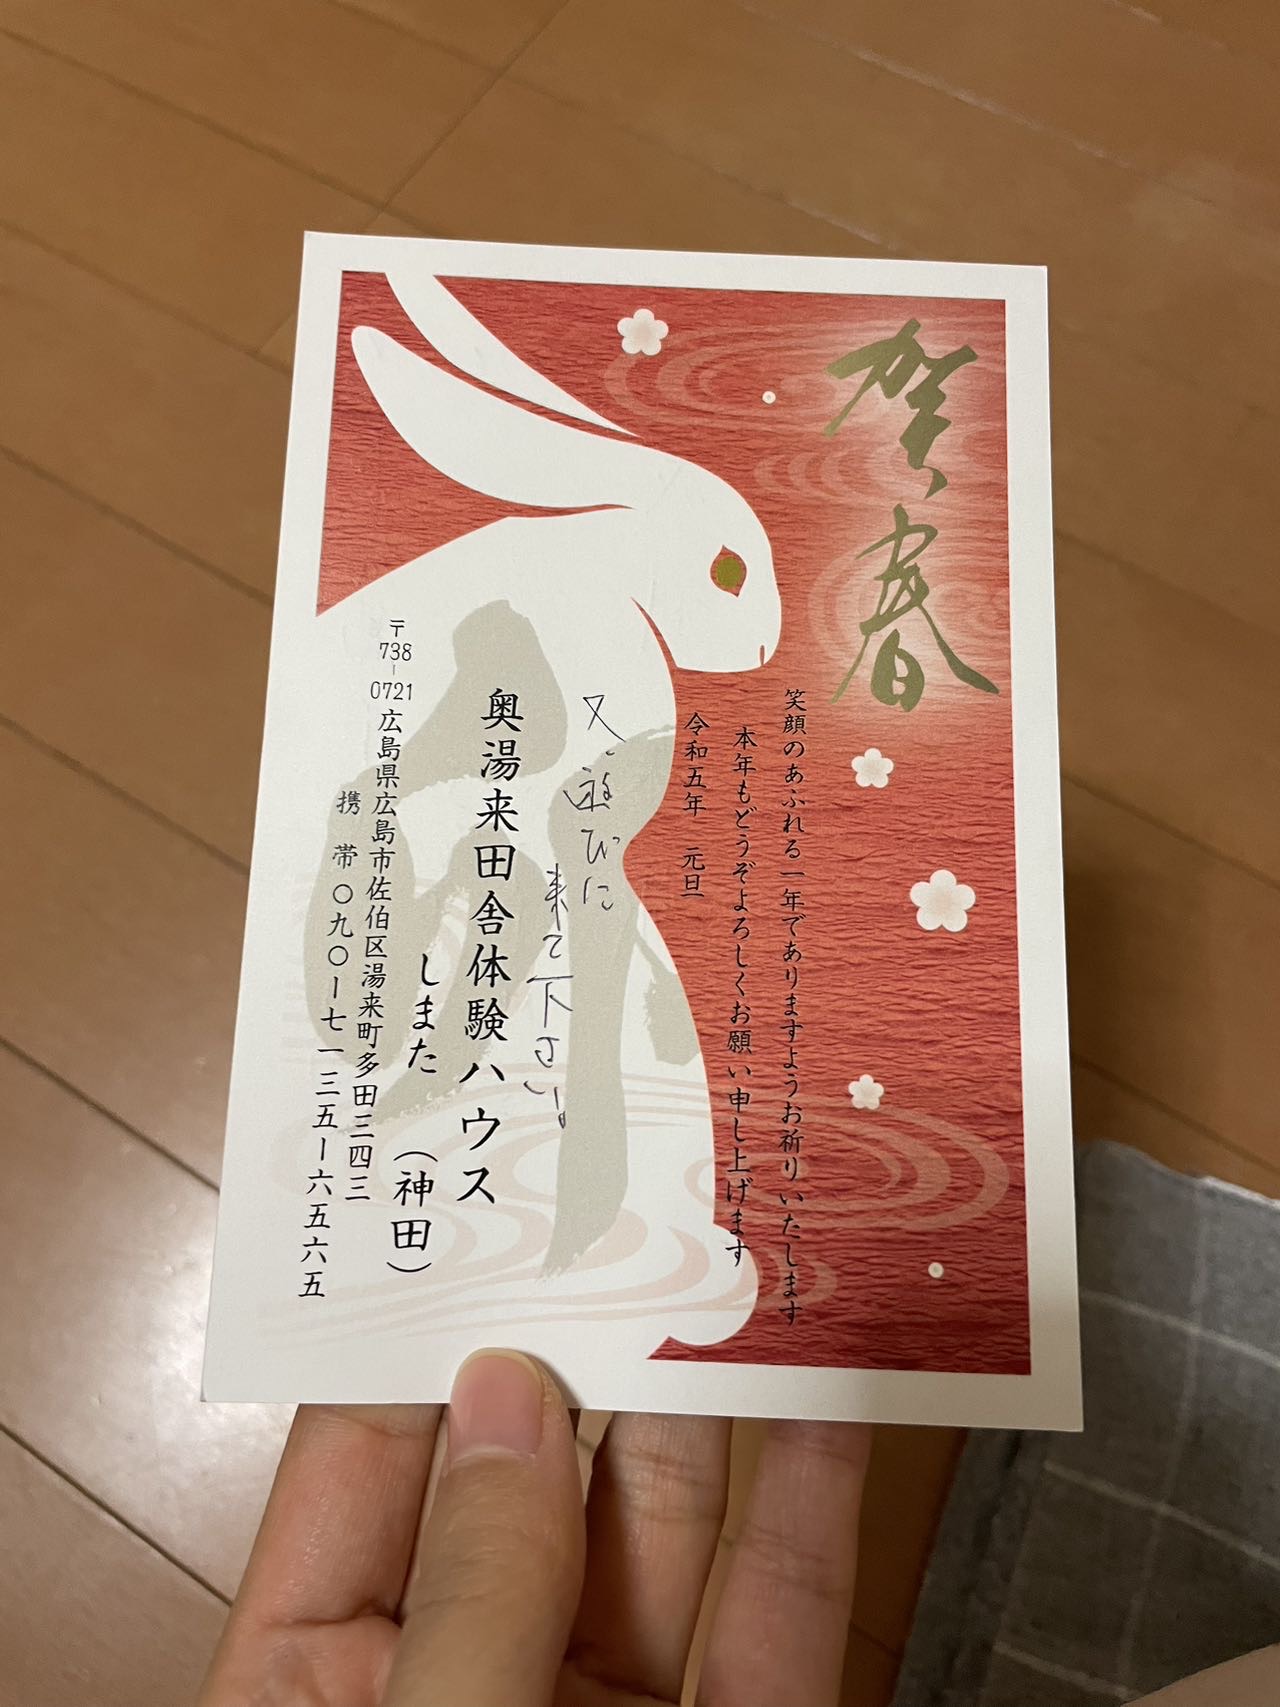 賀春
笑顔のあふれる一年でありますようお祈りいたします
本年もどうぞよろしくお願い申し上げます
令和五年 元旦
又、遊びに
来て下さい。
奥湯来田舎体験ハウス
しまた(神田)
〒738-0721 広島県広島市佐伯区湯来町多田三四三
携帯 〇九〇ー七一三五ー六五六五